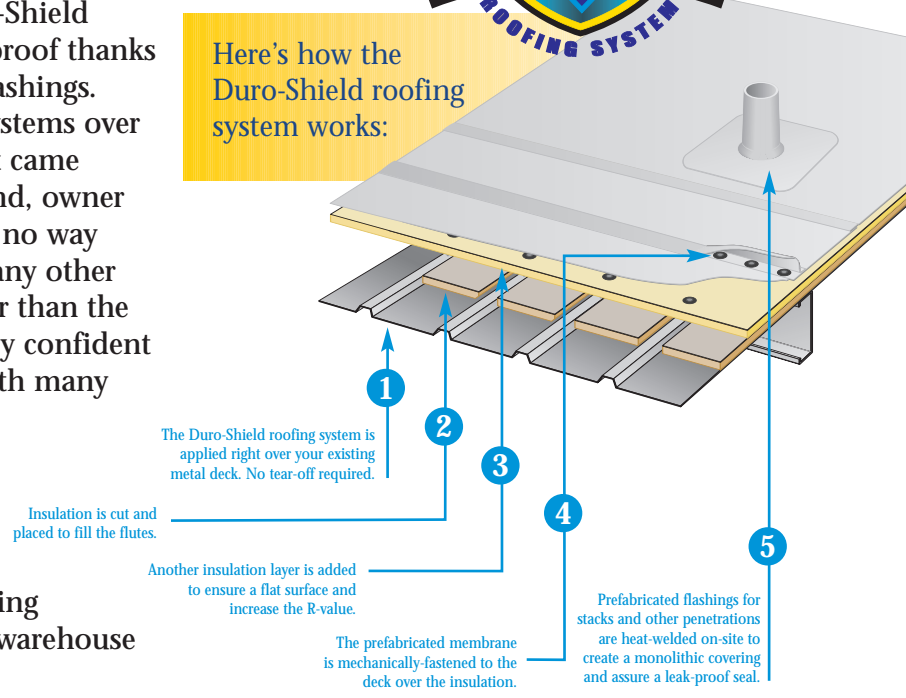 -Shield
proof thanks
ashings.
ystems over
t came
nd, owner
no way
any other
r than the
y confident
th many
ing
warehouse
ROOFING SYSTEM
Here's how the
Duro-Shield roofing
system works:
1
The Duro-Shield roofing system is
applied right over your existing
metal deck. No tear-off required.
2
Insulation is cut and
placed to fill the flutes.
3
Another insulation layer is added
to ensure a flat surface and
increase the R-value.
4
The prefabricated membrane
is mechanically-fastened to the
deck over the insulation.
5
Prefabricated flashings for
stacks and other penetrations
are heat-welded on-site to
create a monolithic covering
and assure a leak-proof seal.